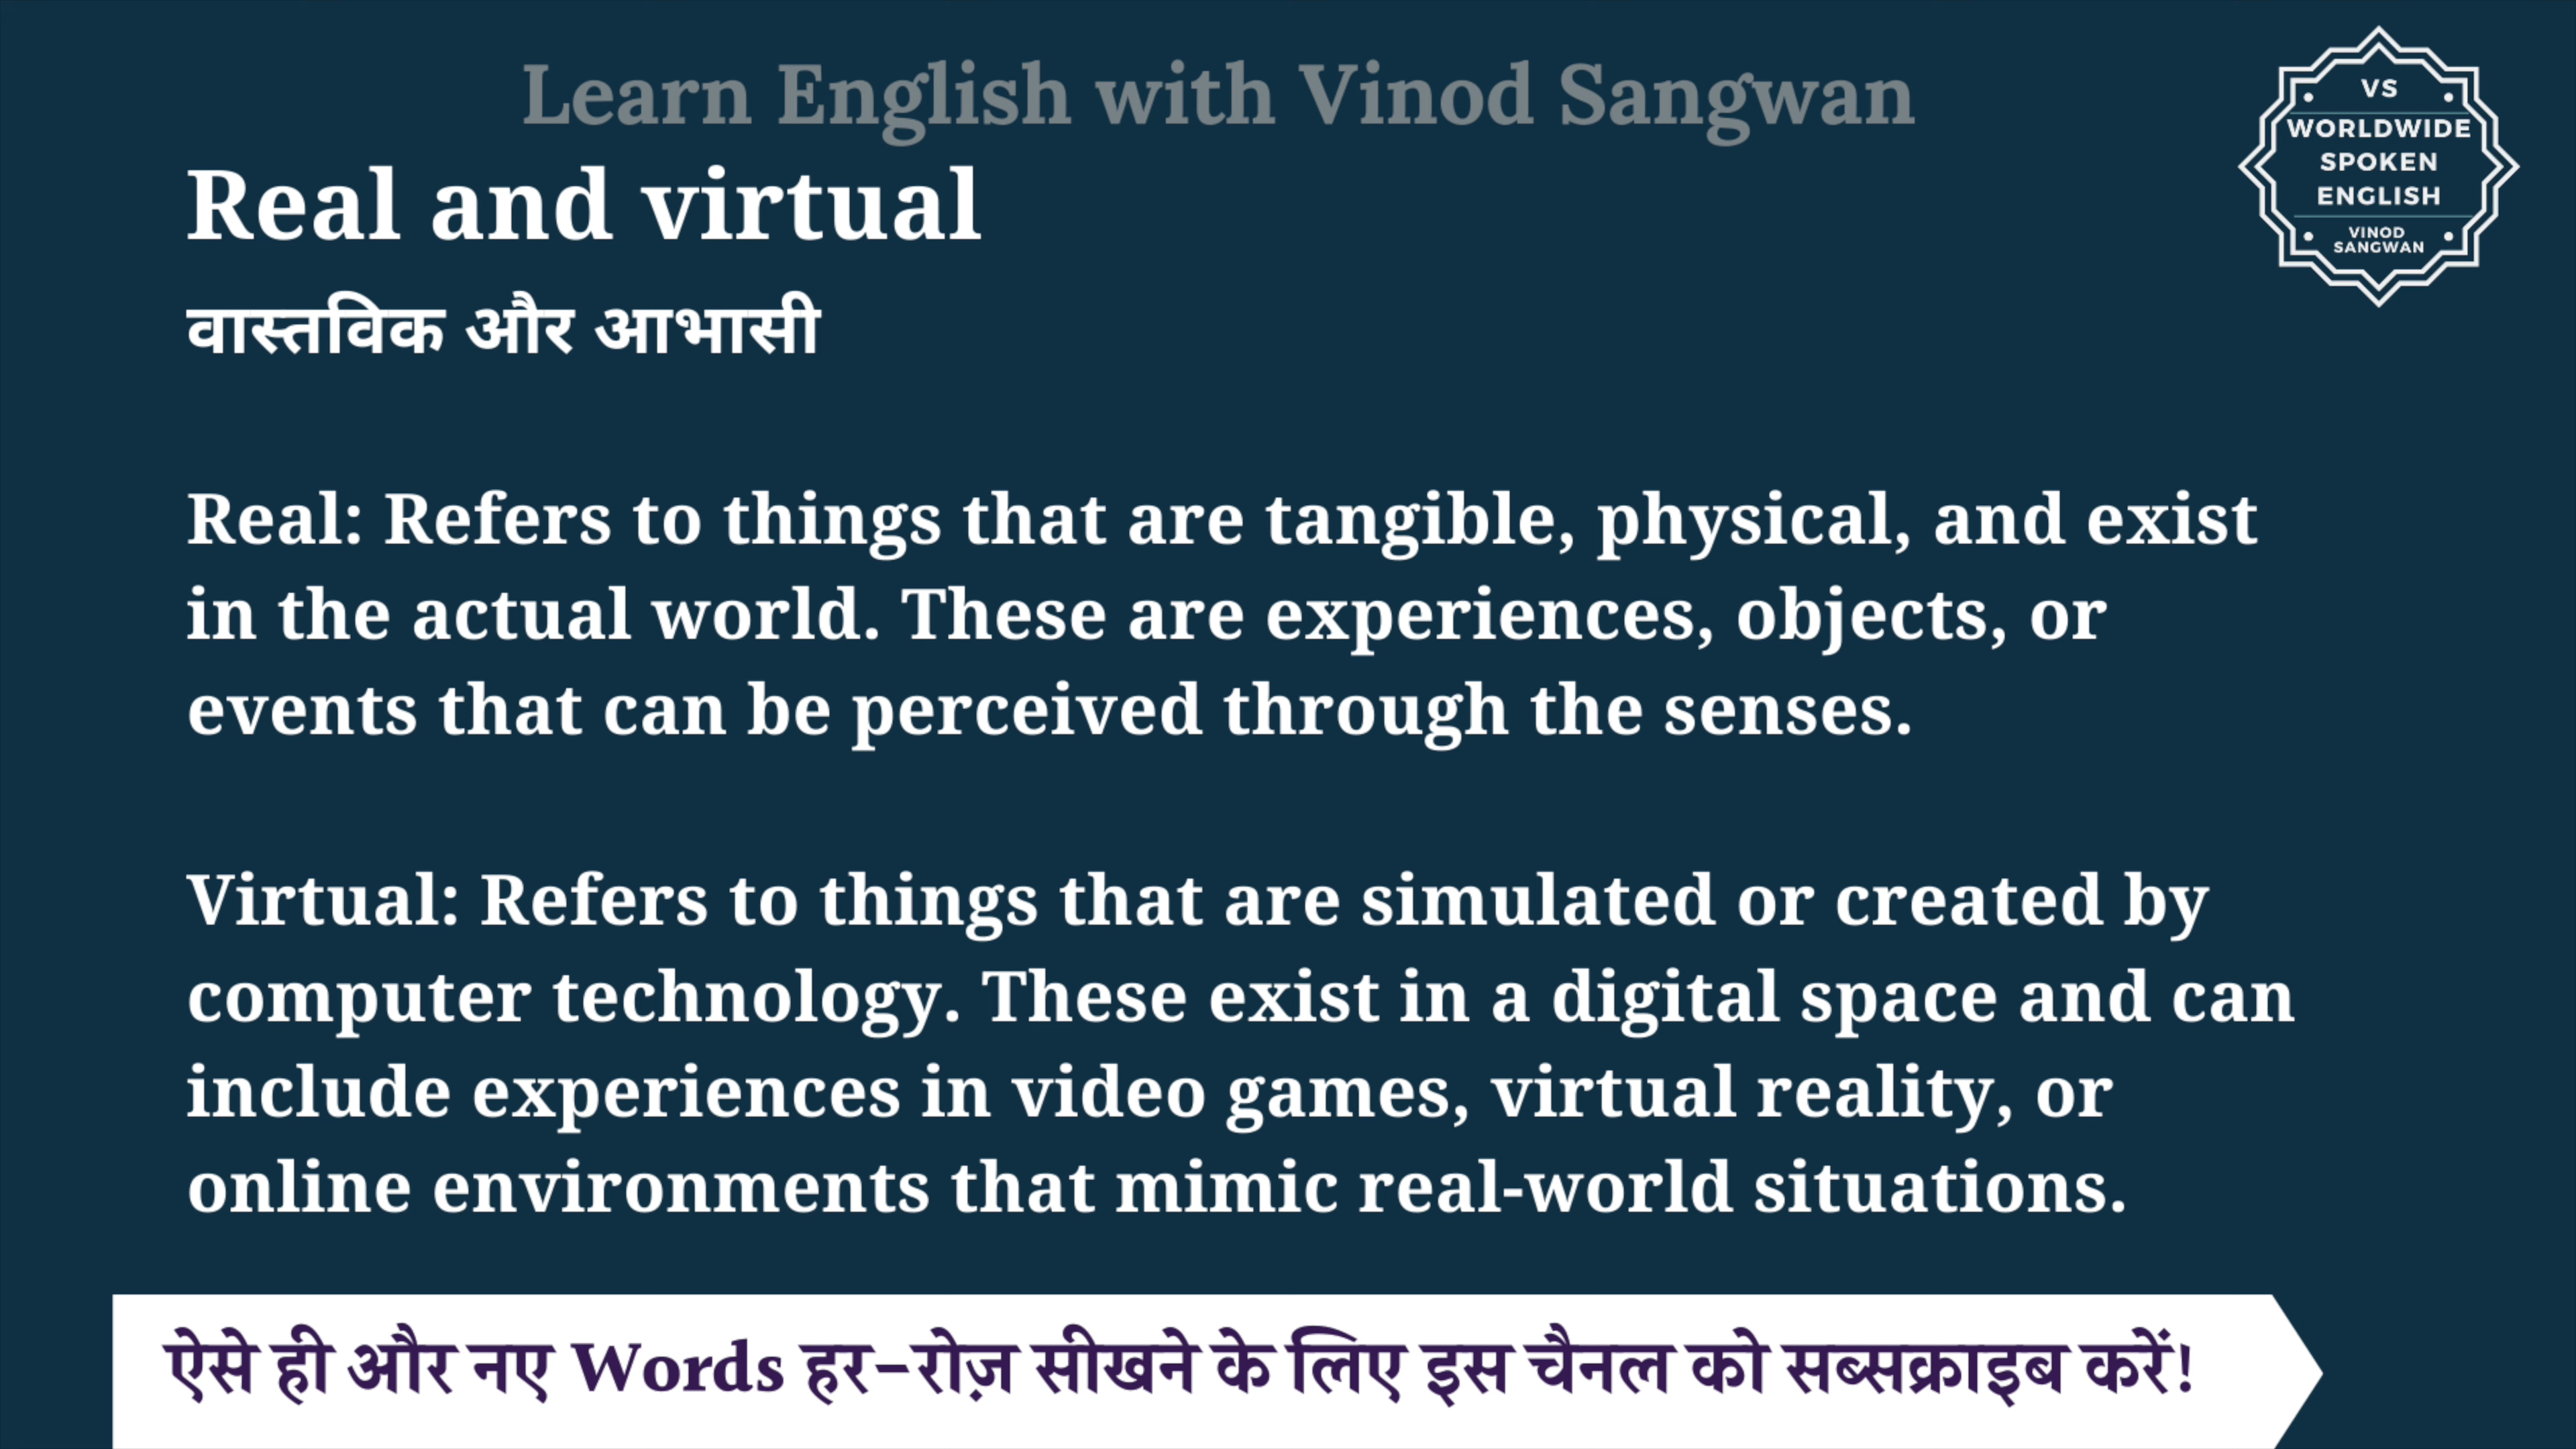 Learn English with Vinod Sangwan
VS
WORLDWIDE
SPOKEN
ENGLISH
VINOD
SANGWAN
Real and virtual
वास्तविक और आभासी
Real: Refers to things that are tangible, physical, and exist
in the actual world. These are experiences, objects, or
events that can be perceived through the senses.
Virtual: Refers to things that are simulated or created by
computer technology. These exist in a digital space and can
include experiences in video games, virtual reality, or
online environments that mimic real-world situations.
ऐसे ही और नए Words हर-रोज़ सीखने के लिए इस चैनल को सब्सक्राइब करें!